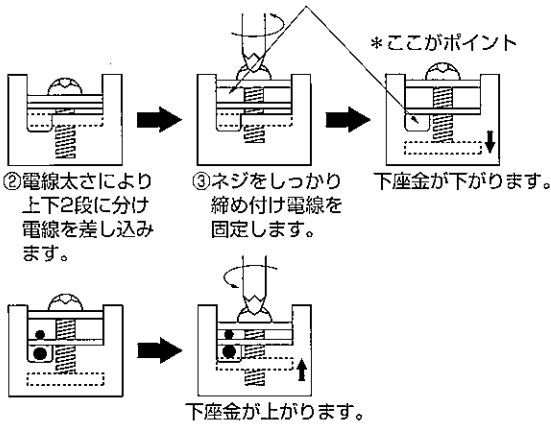 ＊ここがポイント
②電線太さにより
上下2段に分け
電線を差し込み
ます。
③ネジをしっかり
締め付け電線を
固定します。
下座金が下がります。
下座金が上がります。